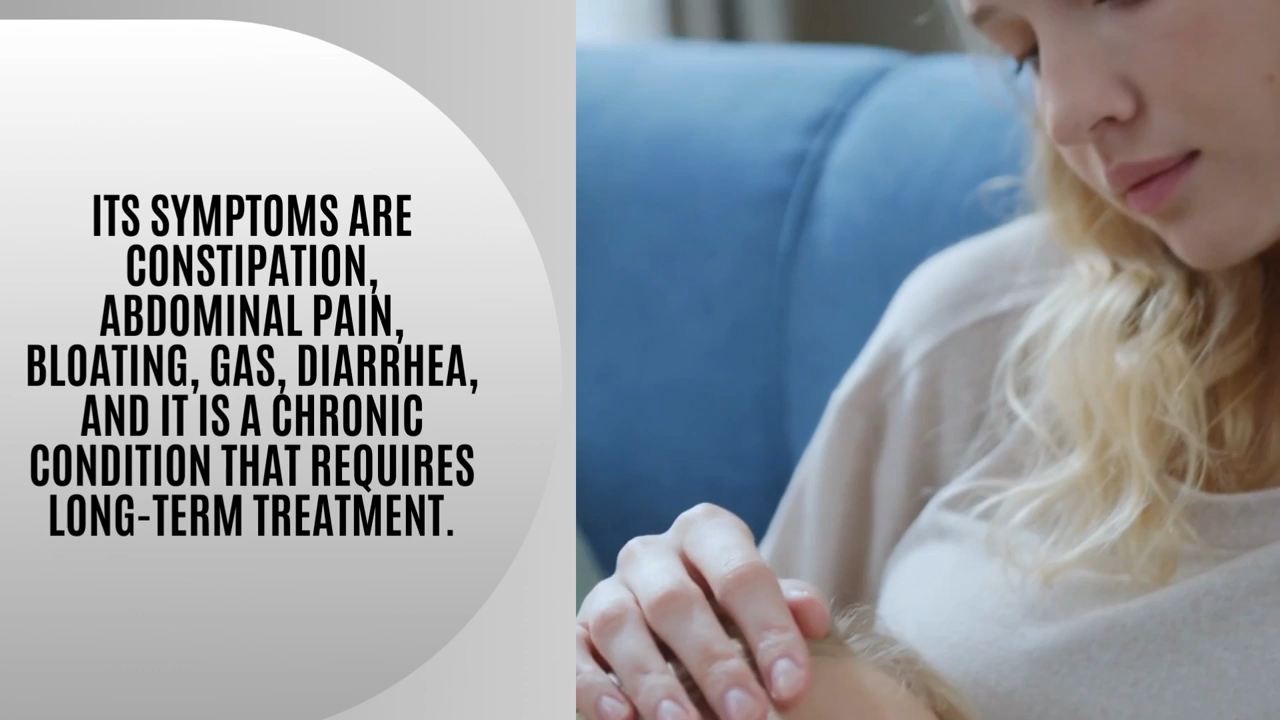 ITS SYMPTOMS ARE
CONSTIPATION,
ABDOMINAL PAIN,
BLOATING, GAS, DIARRHEA,
AND IT IS A CHRONIC
CONDITION THAT REQUIRES
LONG-TERM TREATMENT.